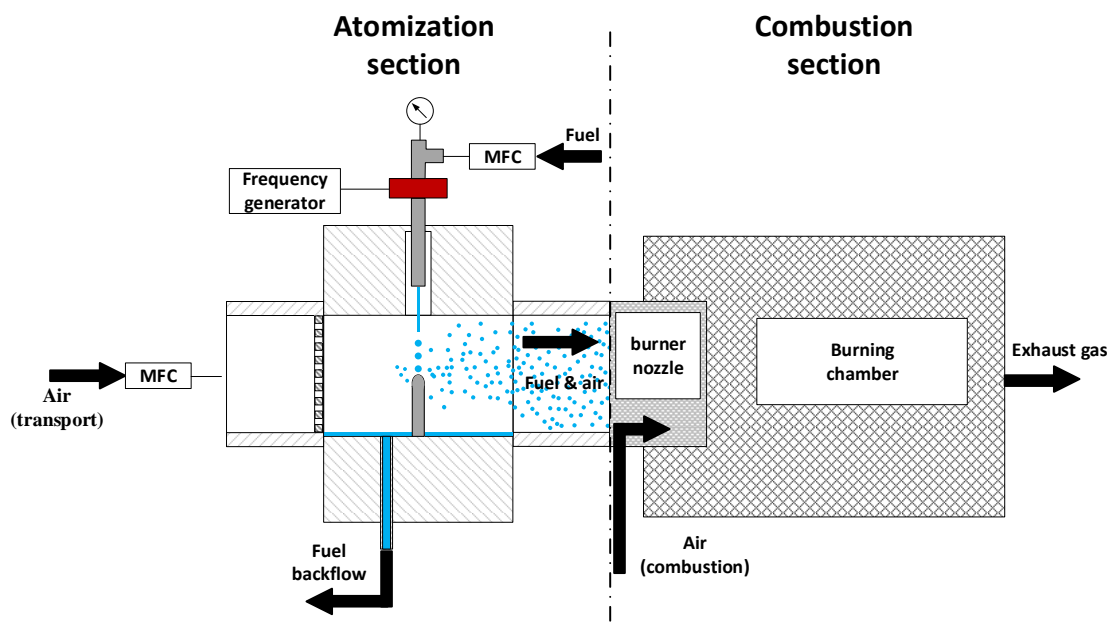 Atomization
section
Combustion
section
Fuel
MFC
Frequency
generator
burner
nozzle
Burning
chamber
Exhaust gas
Fuel & air
MFC
Air
(transport)
Fuel
backflow
Air
(combustion)